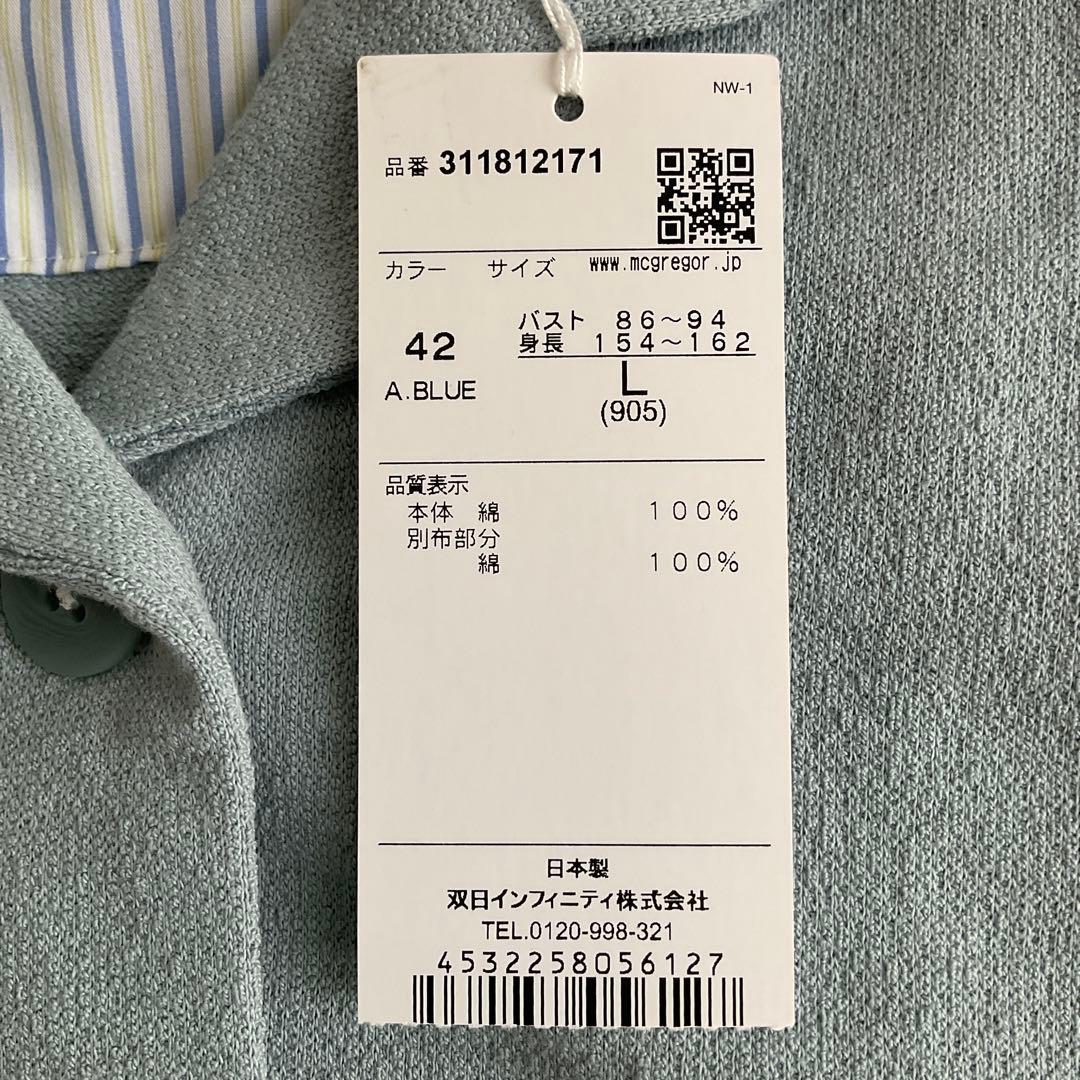 NW-1
品番 311812171
カラー サイズ www.mcgregor.jp
バスト 86～94
身長 154～162
42
L
A.BLUE
(905)
品質表示
本体 綿 100%
別布部分
綿 100%
日本製
双日インフィニティ株式会社
TEL.0120-998-321
4532258056127